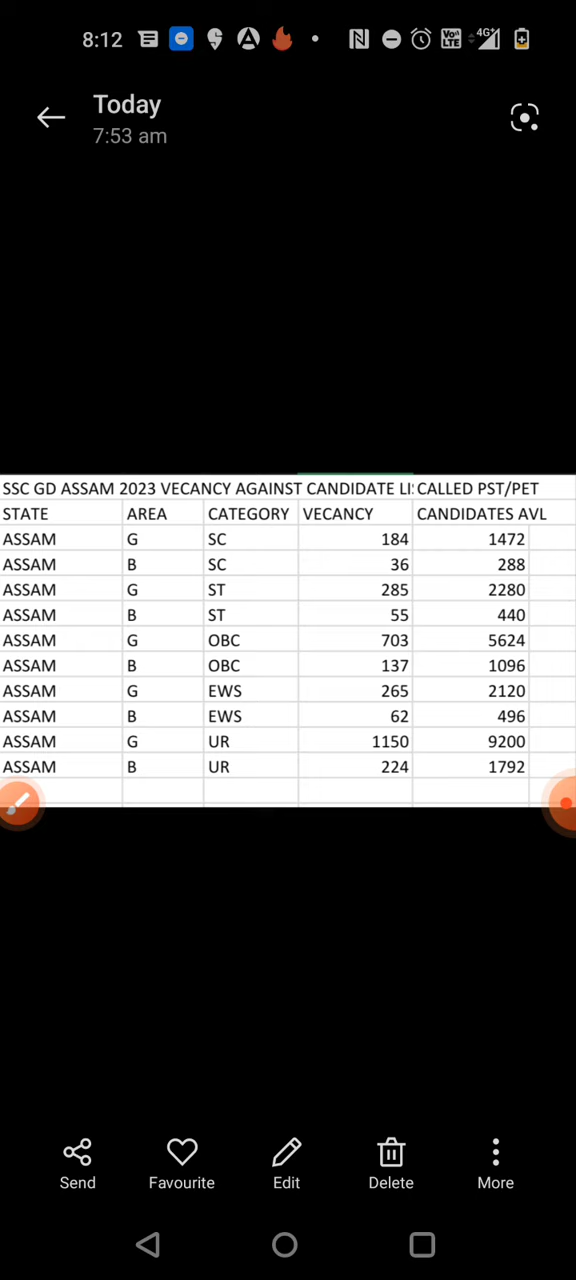 8:12 VoLTE 4G+
Today
7:53 am
SSC GD ASSAM 2023 VECANCY AGAINST CANDIDATE LI CALLED PST/PET
STATE AREA CATEGORY VECANCY CANDIDATES AVL
ASSAM G SC 184 1472
ASSAM B SC 36 288
ASSAM G ST 285 2280
ASSAM B ST 55 440
ASSAM G OBC 703 5624
ASSAM B OBC 137 1096
ASSAM G EWS 265 2120
ASSAM B EWS 62 496
ASSAM G UR 1150 9200
ASSAM B UR 224 1792
Send Favourite Edit Delete More